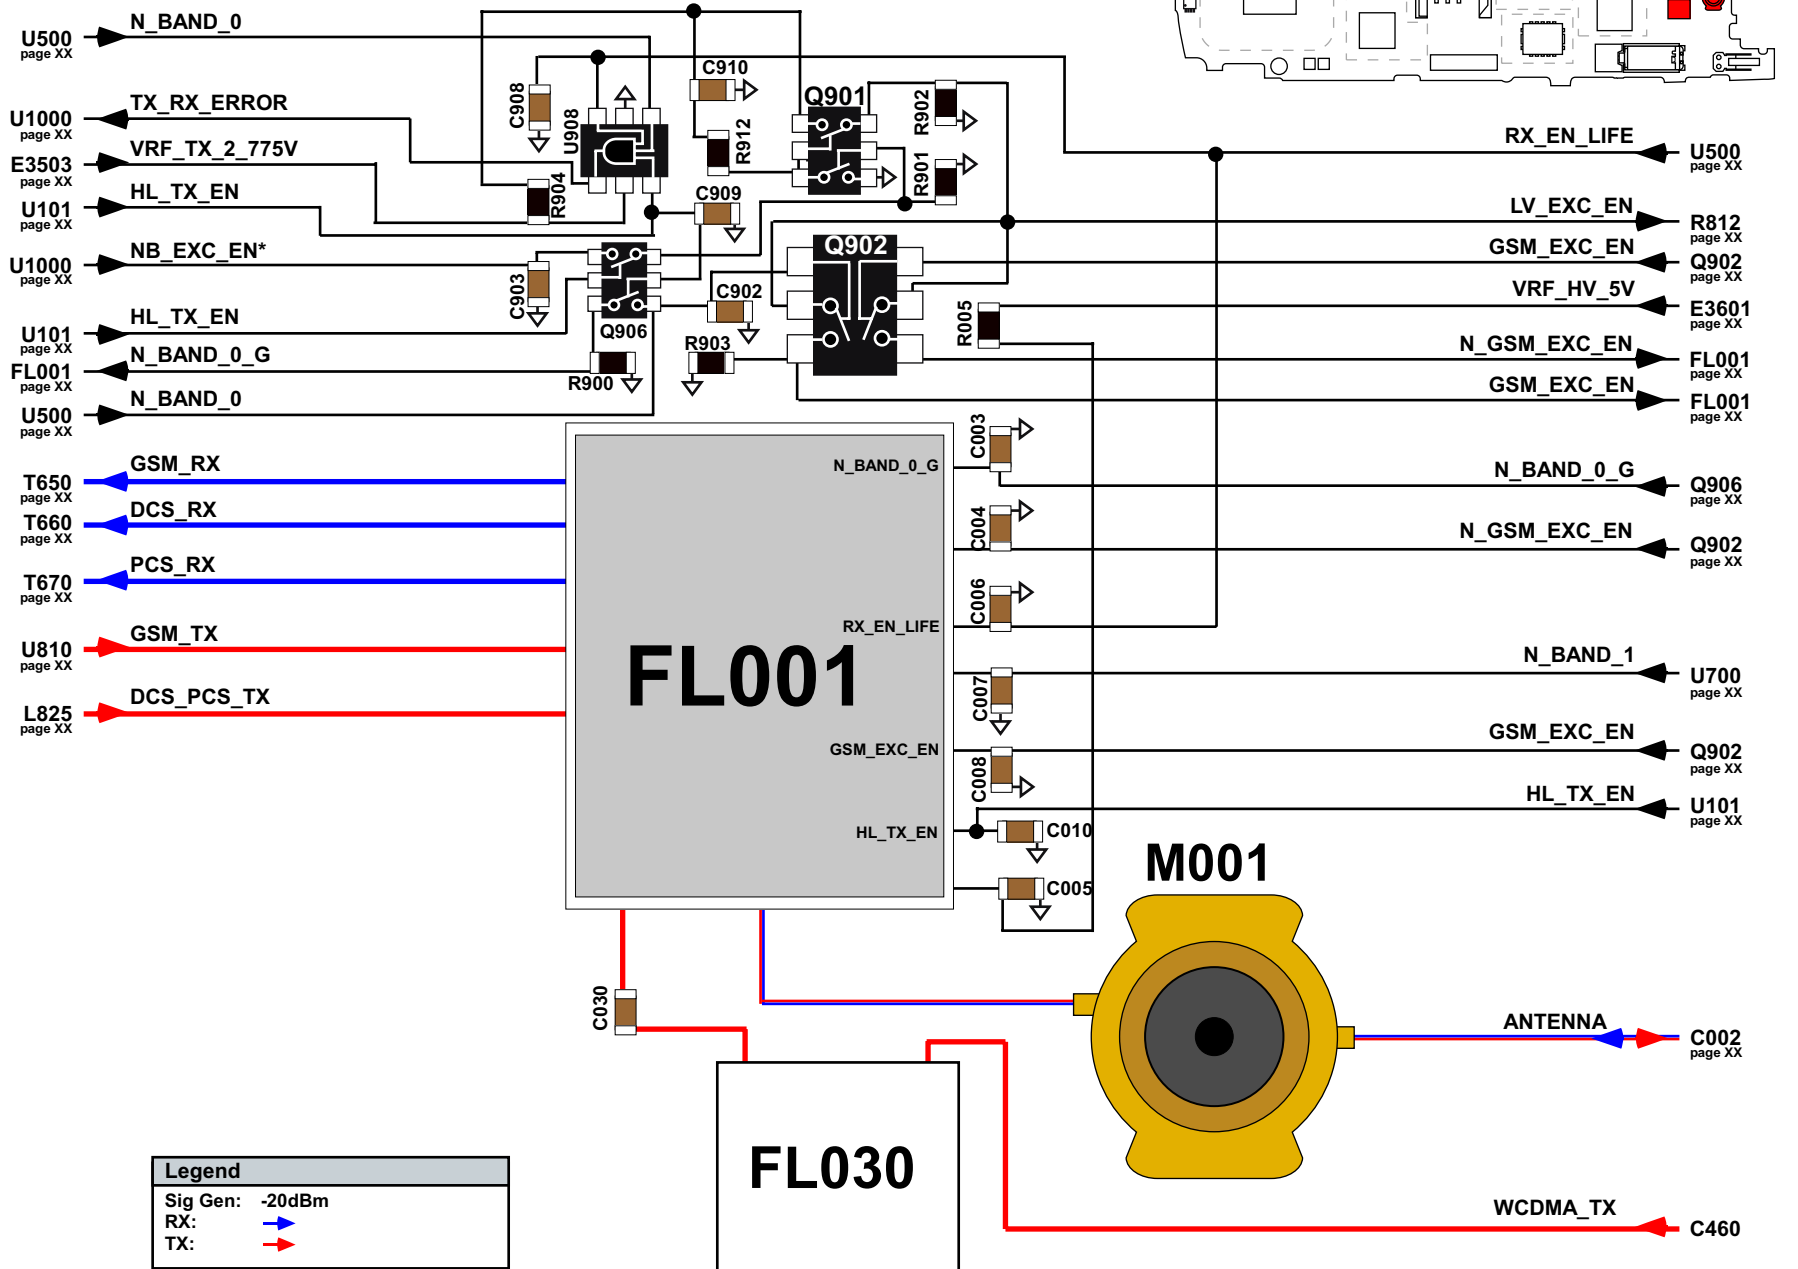 N_BAND_0
U500
page XX
TX_RX_ERROR
U1000
page XX
VRF_TX_2_775V
E3503
page XX
HL_TX_EN
U101
page XX
NB_EXC_EN*
U1000
page XX
HL_TX_EN
U101
page XX
N_BAND_0_G
FL001
page XX
N_BAND_0
U500
page XX
GSM_RX
T650
page XX
DCS_RX
T660
page XX
PCS_RX
T670
page XX
GSM_TX
U810
page XX
DCS_PCS_TX
L825
page XX
C908
U908
C910
R912
Q901
R902
R901
R904
C909
C903
Q906
C902
Q902
R903
R900
R005
RX_EN_LIFE
U500
page XX
LV_EXC_EN
R812
page XX
GSM_EXC_EN
Q902
page XX
VRF_HV_5V
E3601
page XX
N_GSM_EXC_EN
FL001
page XX
GSM_EXC_EN
FL001
page XX
N_BAND_0_G
Q906
page XX
N_GSM_EXC_EN
Q902
page XX
N_BAND_1
U700
page XX
GSM_EXC_EN
Q902
page XX
HL_TX_EN
U101
page XX
N_BAND_0_G
RX_EN_LIFE
FL001
GSM_EXC_EN
HL_TX_EN
C003
C004
C006
C007
C008
C010
C005
M001
C030
ANTENNA
C002
page XX
FL030
WCDMA_TX
C460
Legend
Sig Gen: -20dBm
RX:
TX: